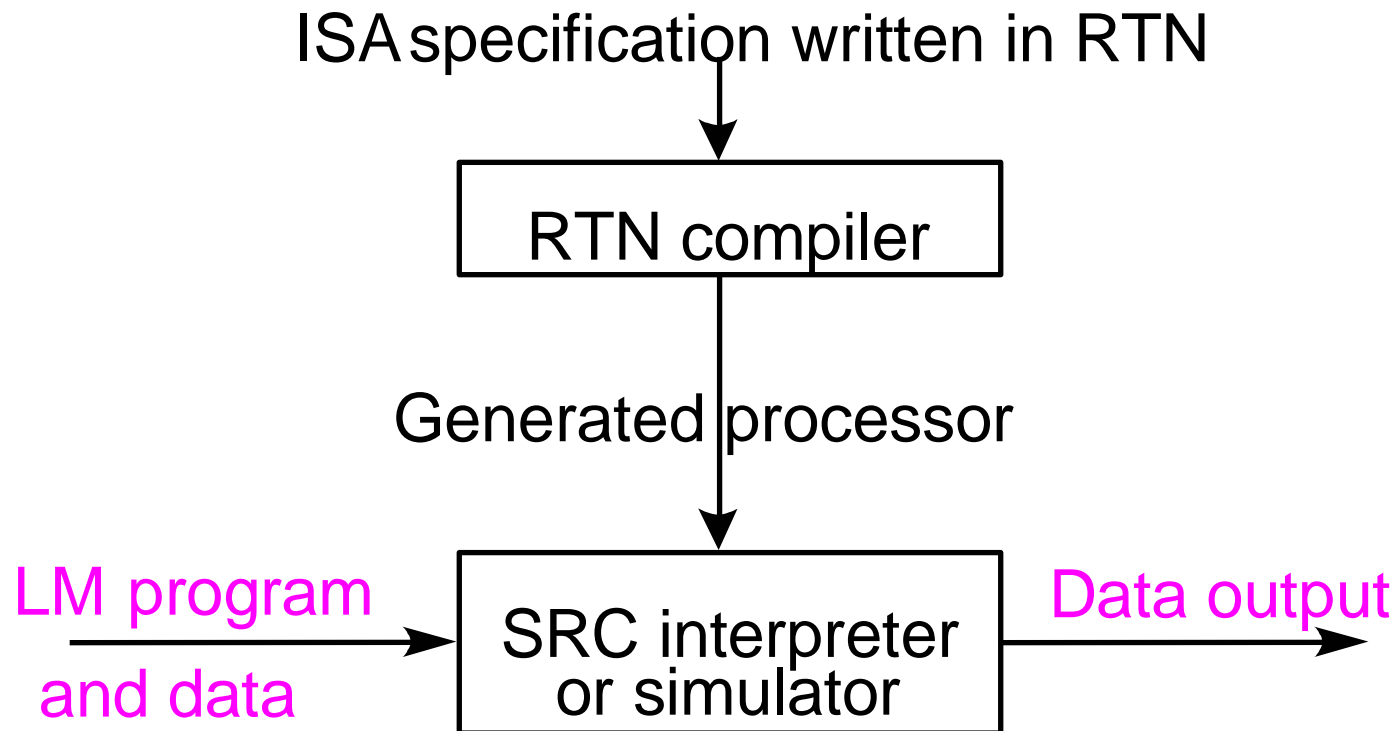 ISA specification written in RTN
RTN compiler
Generated processor
LM program
and data
SRC interpreter
or simulator
Data output